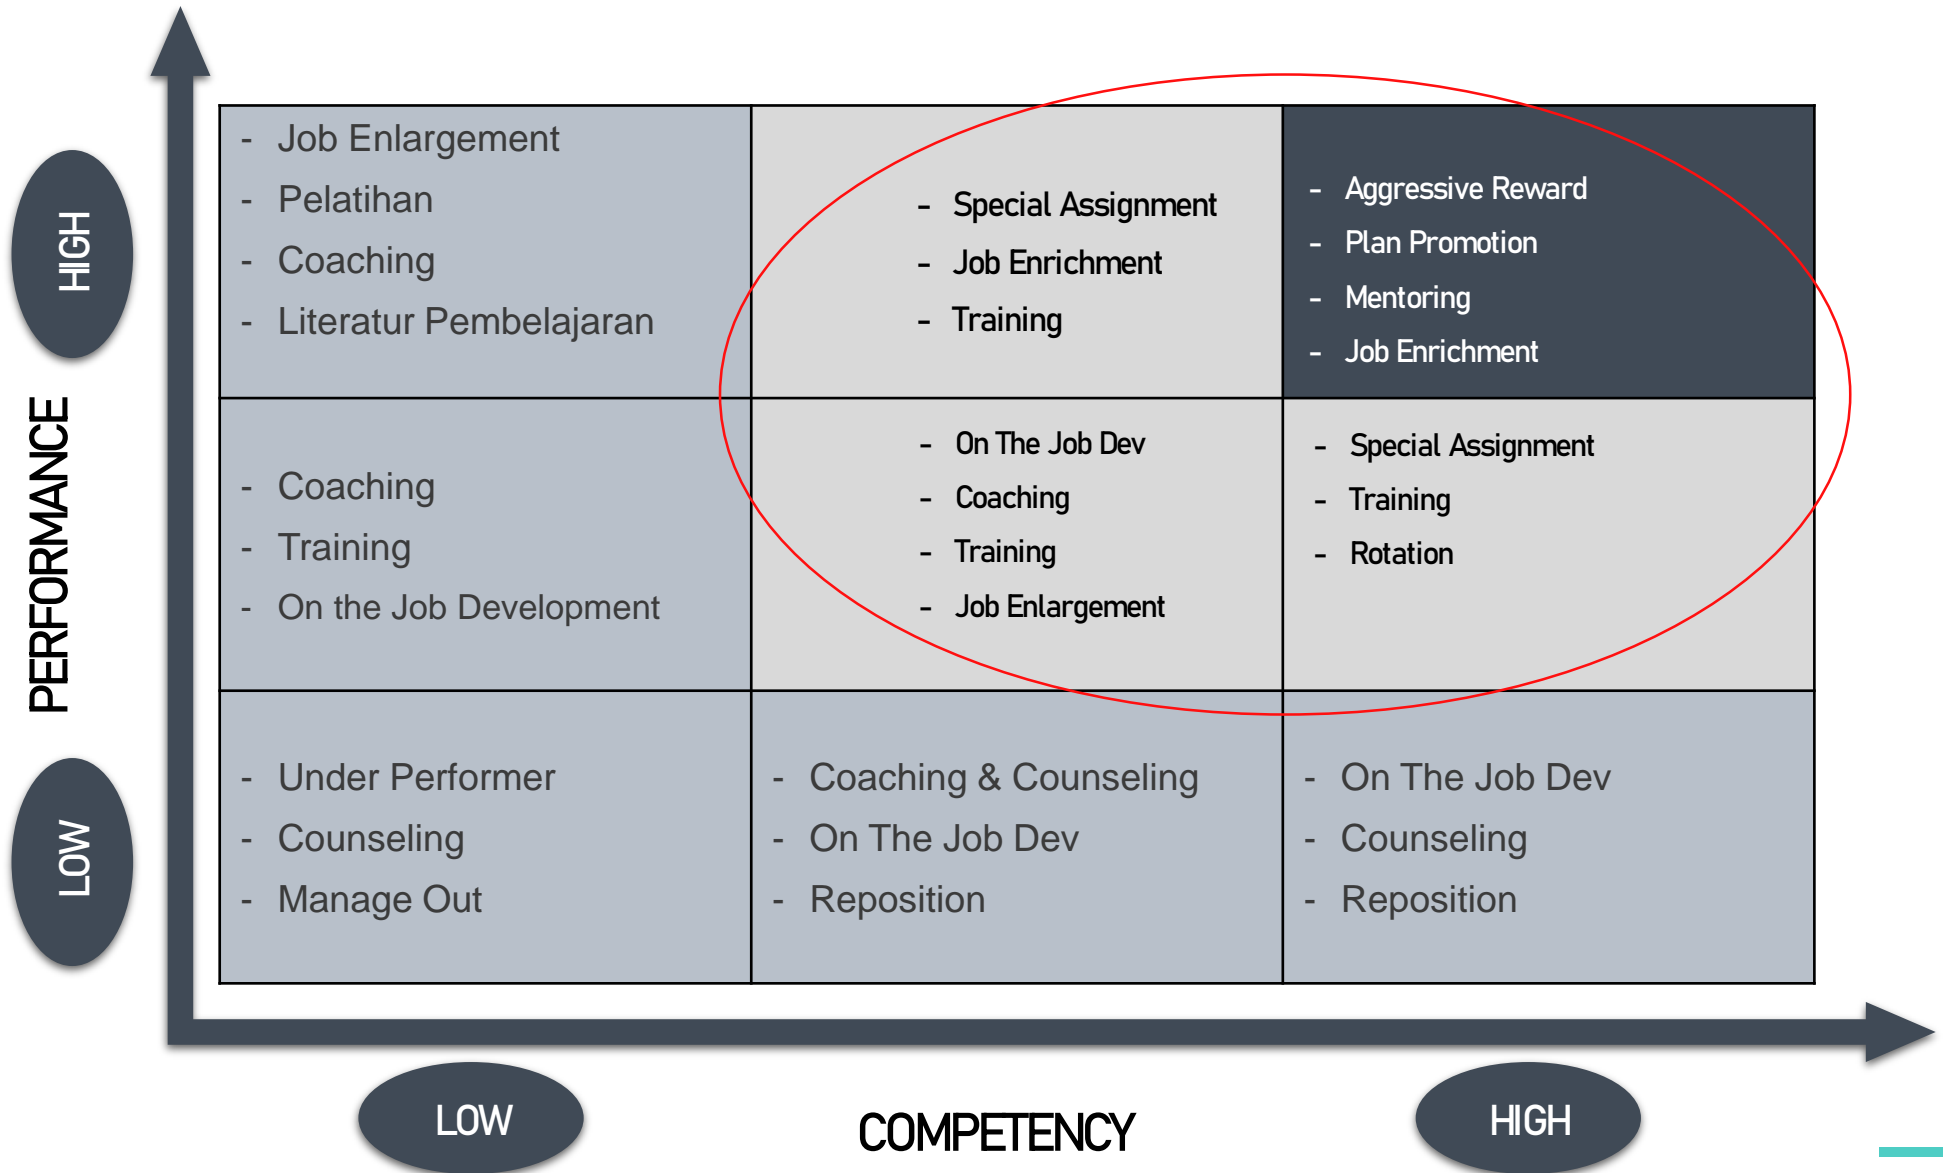 HIGH
PERFORMANCE
LOW
- Job Enlargement
- Pelatihan
- Coaching
- Literatur Pembelajaran
- Special Assignment
- Job Enrichment
- Training
- Aggressive Reward
- Plan Promotion
- Mentoring
- Job Enrichment
- Coaching
- Training
- On the Job Development
- On The Job Dev
- Coaching
- Training
- Job Enlargement
- Special Assignment
- Training
- Rotation
- Under Performer
- Counseling
- Manage Out
- Coaching & Counseling
- On The Job Dev
- Reposition
- On The Job Dev
- Counseling
- Reposition
LOW
COMPETENCY
HIGH